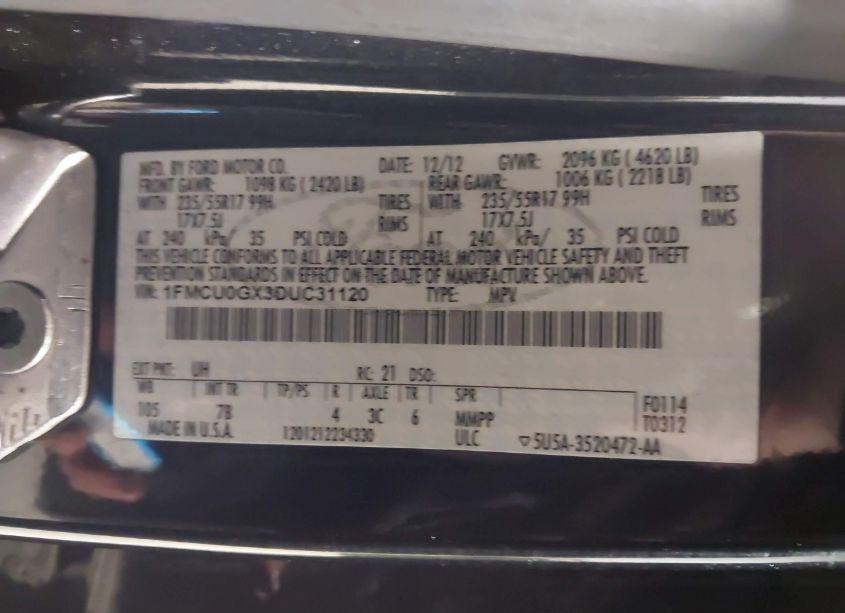 MFD. BY FORD MOTOR CO. DATE: 12/12 GVWR: 2096 KG ( 4620 LB)
FRONT GAWR: 1098 KG ( 2420 LB) REAR GAWR: 1006 KG ( 2218 LB)
WITH 235/55R17 99H TIRES WITH 235/55R17 99H TIRES
17X7.5J RIMS 17X7.5J RIMS
AT 240 kPa/ 35 PSI COLD AT 240 kPa/ 35 PSI COLD
THIS VEHICLE CONFORMS TO ALL APPLICABLE FEDERAL MOTOR VEHICLE SAFETY AND THEFT
PREVENTION STANDARDS IN EFFECT ON THE DATE OF MANUFACTURE SHOWN ABOVE.
VIN: 1FMCU0GX3DUC31120 TYPE: MPV
EXT PNT: UH RC: 21 DSO:
WB INT TR TP/PS R AXLE TR SPR F0114
105 7B 4 3C 6 MMPP T0312
MADE IN U.S.A. 1201212234330 ULC 5U5A-3520472-AA